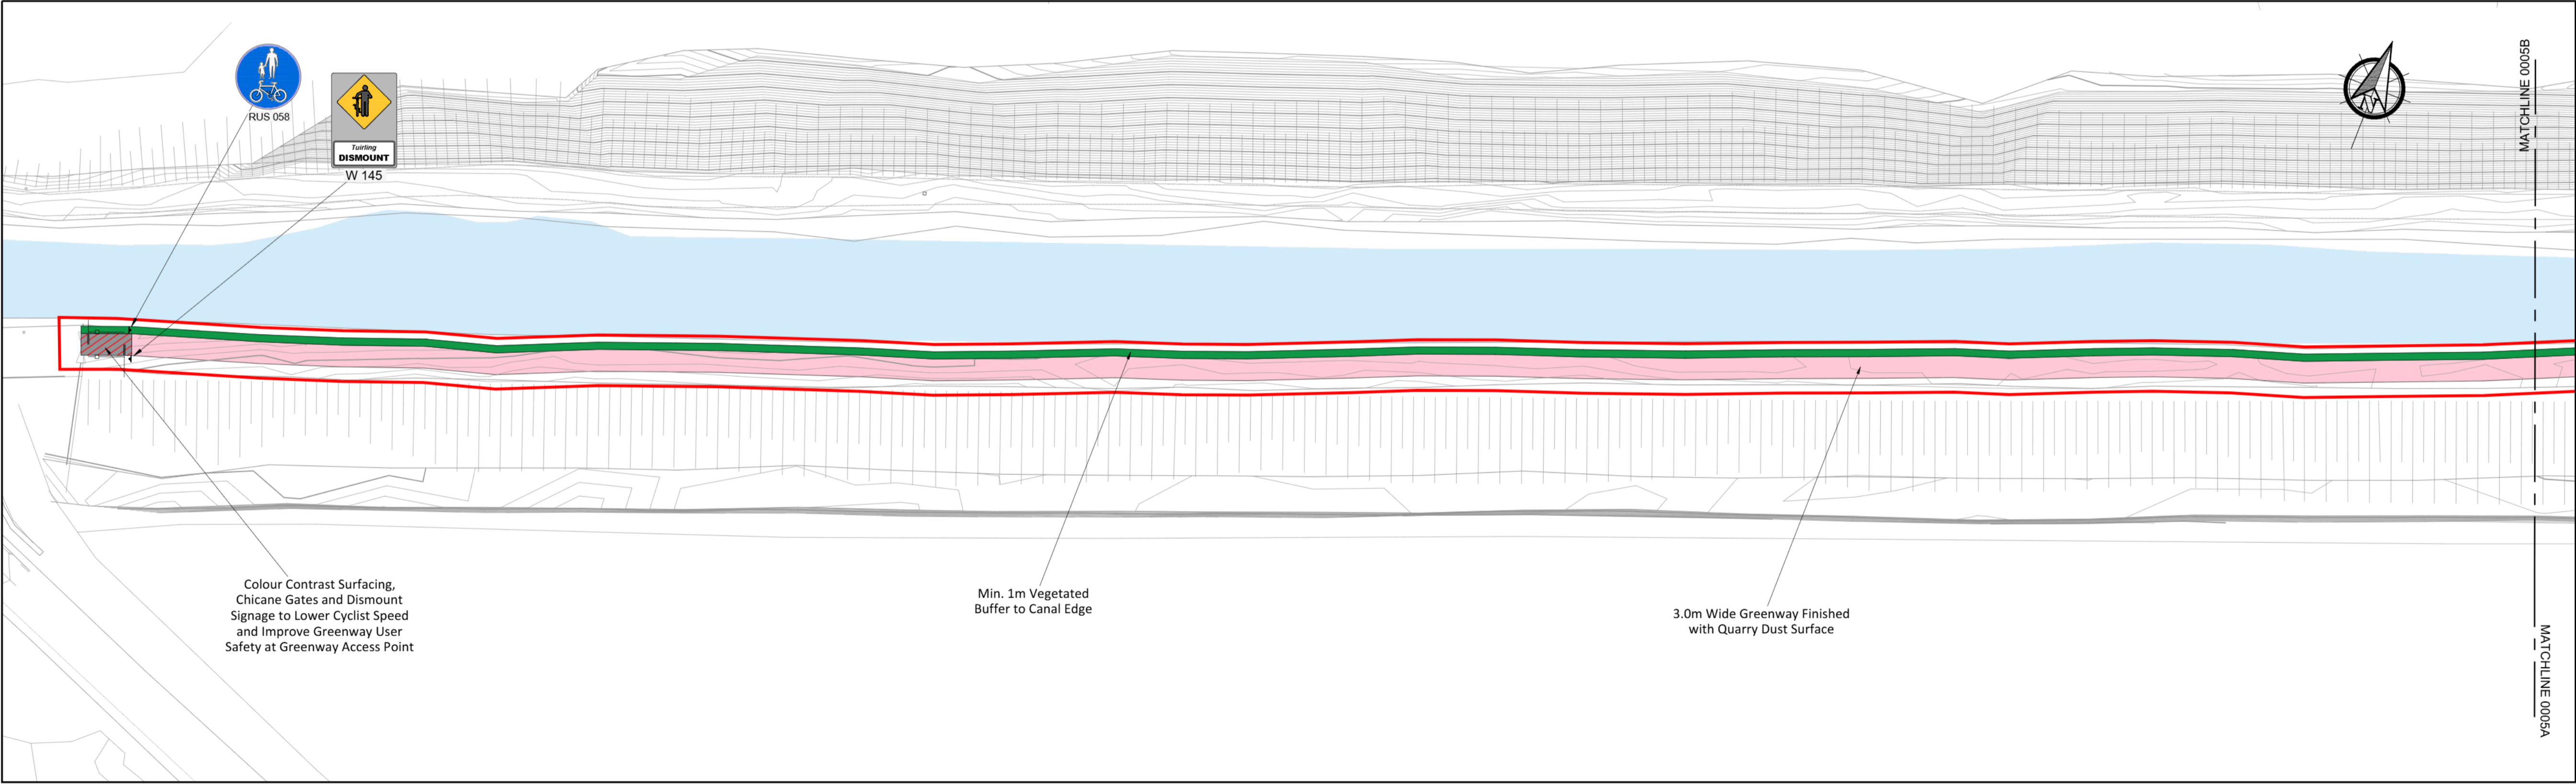 RUS 058
Tuirling
DISMOUNT
W 145
N
MATCHLINE 0005B
MATCHLINE 0005A
Colour Contrast Surfacing,
Chicane Gates and Dismount
Signage to Lower Cyclist Speed
and Improve Greenway User
Safety at Greenway Access Point
Min. 1m Vegetated
Buffer to Canal Edge
3.0m Wide Greenway Finished
with Quarry Dust Surface